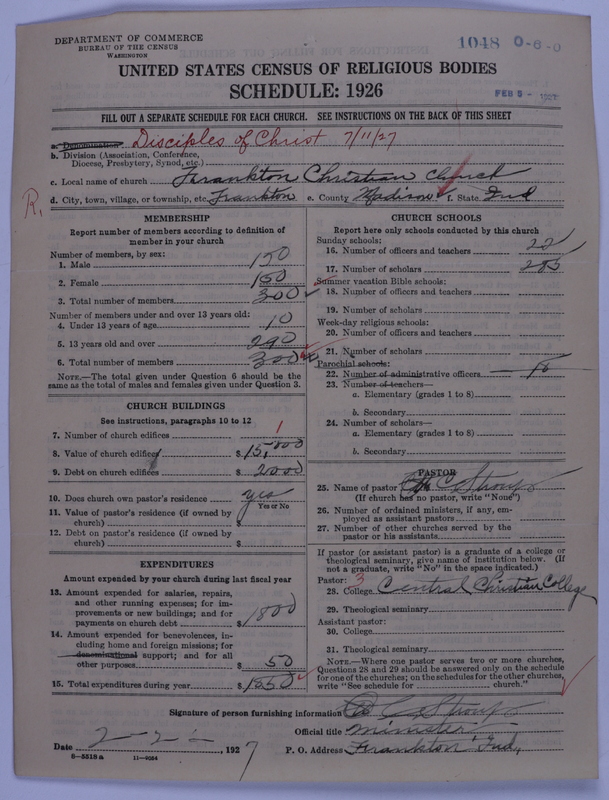 DEPARTMENT OF COMMERCE
BUREAU OF THE CENSUS
WASHINGTON
1048 0-6-0
UNITED STATES CENSUS OF RELIGIOUS BODIES
SCHEDULE: 1926
FEB 5 - 1927
FILL OUT A SEPARATE SCHEDULE FOR EACH CHURCH. SEE INSTRUCTIONS ON THE BACK OF THIS SHEET
a. Denomination Disciples of Christ 7/11/27
b. Division (Association, Conference, Diocese, Presbytery, Synod, etc.)
c. Local name of church Frankton Christian Church
R.
d. City, town, village, or township, etc. Frankton e. County Madison f. State Ind
MEMBERSHIP
Report number of members according to definition of
member in your church
Number of members, by sex:
1. Male 150
2. Female 150
3. Total number of members 300
Number of members under and over 13 years old:
4. Under 13 years of age 10
5. 13 years old and over 290
6. Total number of members 300
NOTE.—The total given under Question 6 should be the
same as the total of males and females given under Question 3.
CHURCH BUILDINGS
See instructions, paragraphs 10 to 12
7. Number of church edifices 1
8. Value of church edifices $ 15,000
9. Debt on church edifices $ 2000
10. Does church own pastor's residence yes
Yes or No
11. Value of pastor's residence (if owned by
church) $
12. Debt on pastor's residence (if owned by
church) $
EXPENDITURES
Amount expended by your church during last fiscal year
13. Amount expended for salaries, repairs,
and other running expenses; for im-
provements or new buildings; and for
payments on church debt $ 1800
14. Amount expended for benevolences, in-
cluding home and foreign missions; for
denominational support; and for all
other purposes $ 50
15. Total expenditures during year $ 1850
CHURCH SCHOOLS
Report here only schools conducted by this church
Sunday schools:
16. Number of officers and teachers
17. Number of scholars 285
Summer vacation Bible schools:
18. Number of officers and teachers
19. Number of scholars
Week-day religious schools:
20. Number of officers and teachers
21. Number of scholars
Parochial schools:
22. Number of administrative officers
23. Number of teachers—
a. Elementary (grades 1 to 8)
b. Secondary
24. Number of scholars—
a. Elementary (grades 1 to 8)
b. Secondary
PASTOR
25. Name of pastor C Stroup
(If church has no pastor, write "None")
26. Number of ordained ministers, if any, em-
ployed as assistant pastors
27. Number of other churches served by the
pastor or his assistants
If pastor (or assistant pastor) is a graduate of a college or
theological seminary, give name of institution below. (If
not a graduate, write "No" in the space indicated.)
Pastor: 3
28. College Central Christian College
29. Theological seminary
Assistant pastor:
30. College
31. Theological seminary
NOTE.—Where one pastor serves two or more churches,
Questions 28 and 29 should be answered only on the schedule
for one of the churches; on the schedules for the other churches,
write "See schedule for church."
Signature of person furnishing information C Stroup
Official title Minister
Date 2-2- , 1927
P. O. Address Frankton Ind,
8-5518a 11-9054